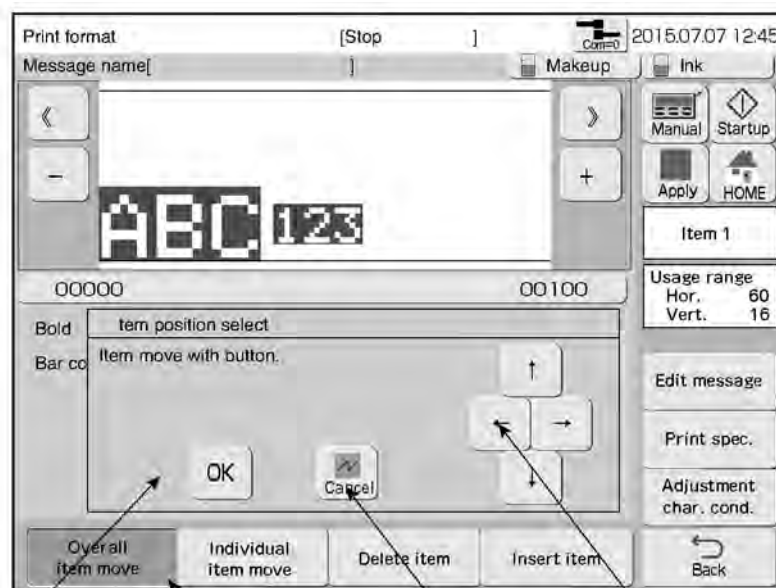 Print format [Stop ] Com=0 2015.07.07 12:45
Message name[ ] Makeup Ink
《 》 Manual Startup
− + Apply HOME
ABC 123
Item 1
Usage range
Hor. 60
Vert. 16
000000 00100
Bold tem position select
Bar co Item move with button.
↑
← →
↓
OK Cancel
Edit message
Print spec.
Adjustment
char. cond.
Overall
item move
Individual
item move
Delete item
Insert item
Back